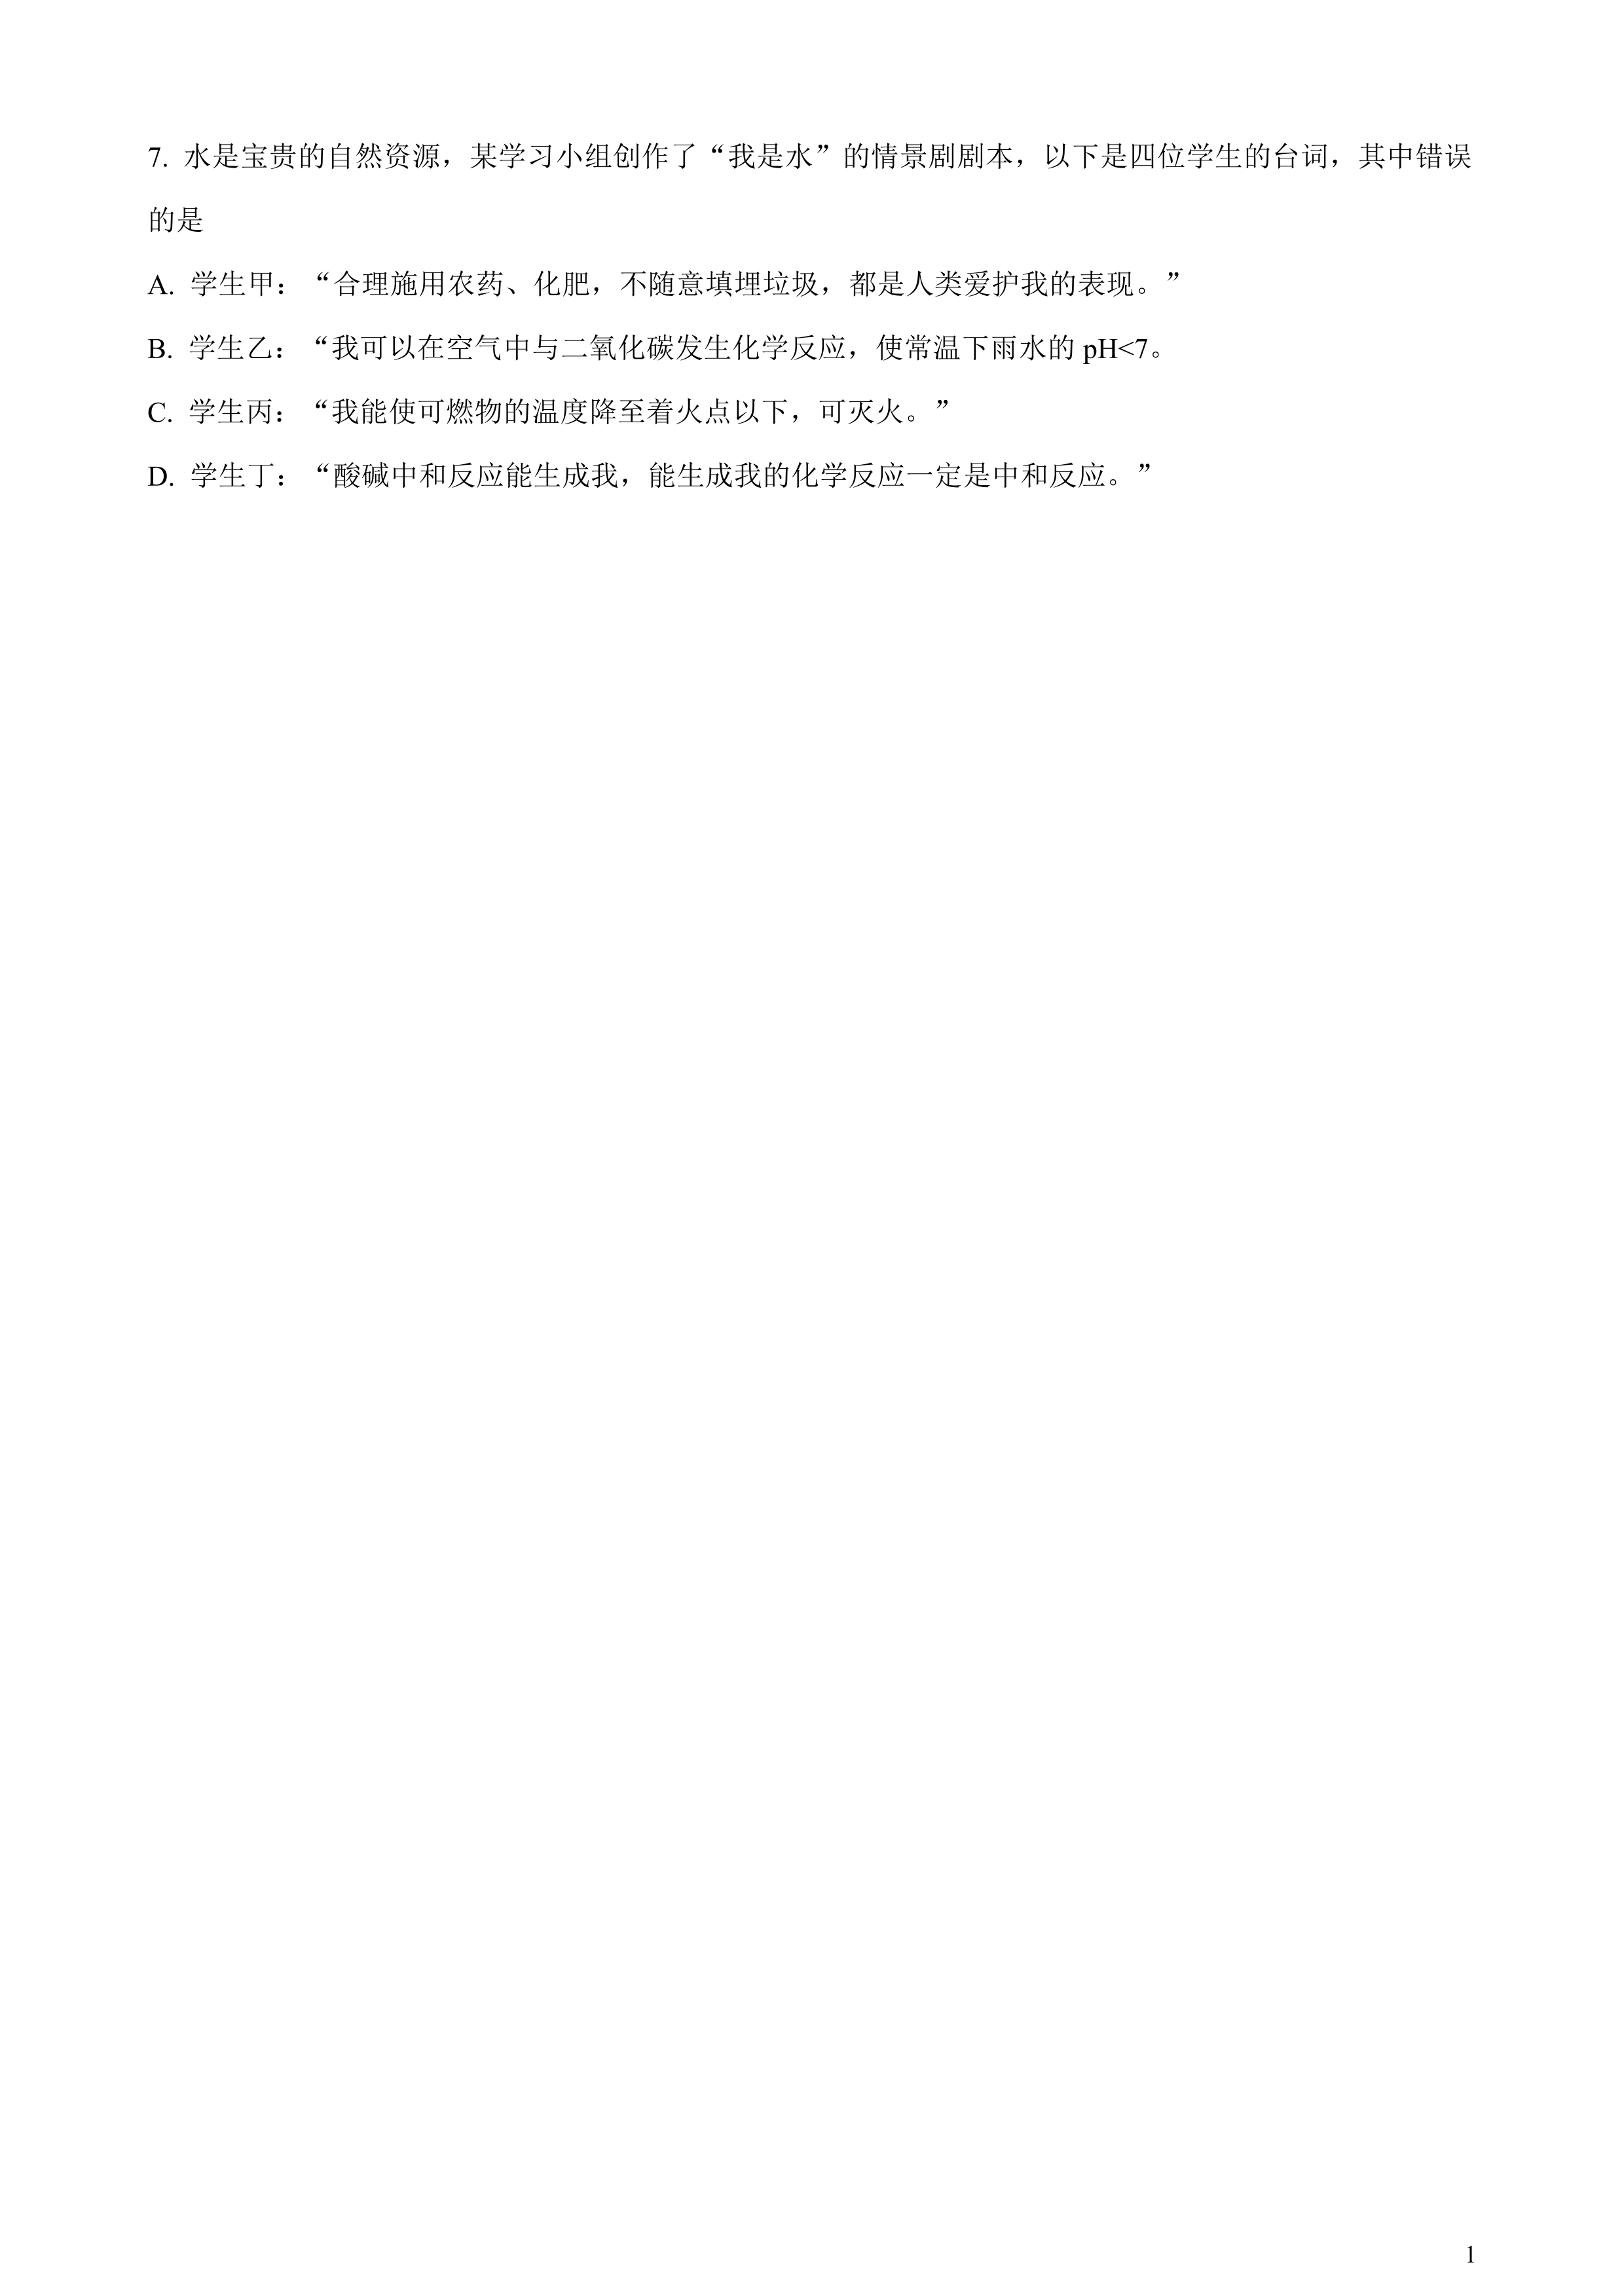 7. 水是宝贵的自然资源，某学习小组创作了“我是水”的情景剧剧本，以下是四位学生的台词，其中错误
的是
A. 学生甲：“合理施用农药、化肥，不随意填埋垃圾，都是人类爱护我的表现。”
B. 学生乙：“我可以在空气中与二氧化碳发生化学反应，使常温下雨水的 pH<7。
C. 学生丙：“我能使可燃物的温度降至着火点以下，可灭火。”
D. 学生丁：“酸碱中和反应能生成我，能生成我的化学反应一定是中和反应。”
1